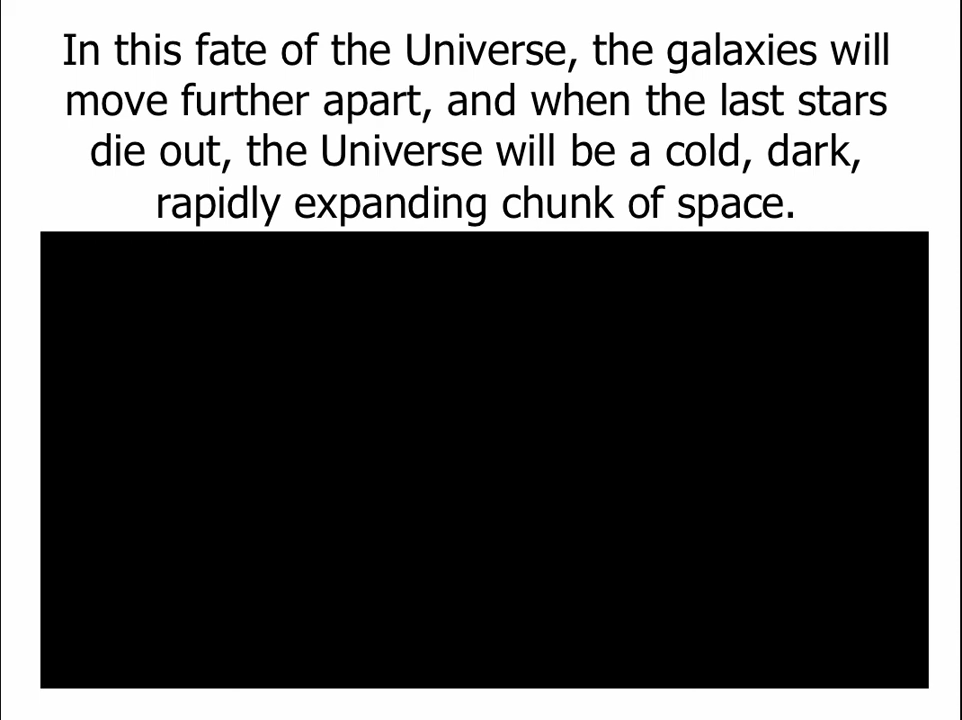 In this fate of the Universe, the galaxies will
move further apart, and when the last stars
die out, the Universe will be a cold, dark,
rapidly expanding chunk of space.